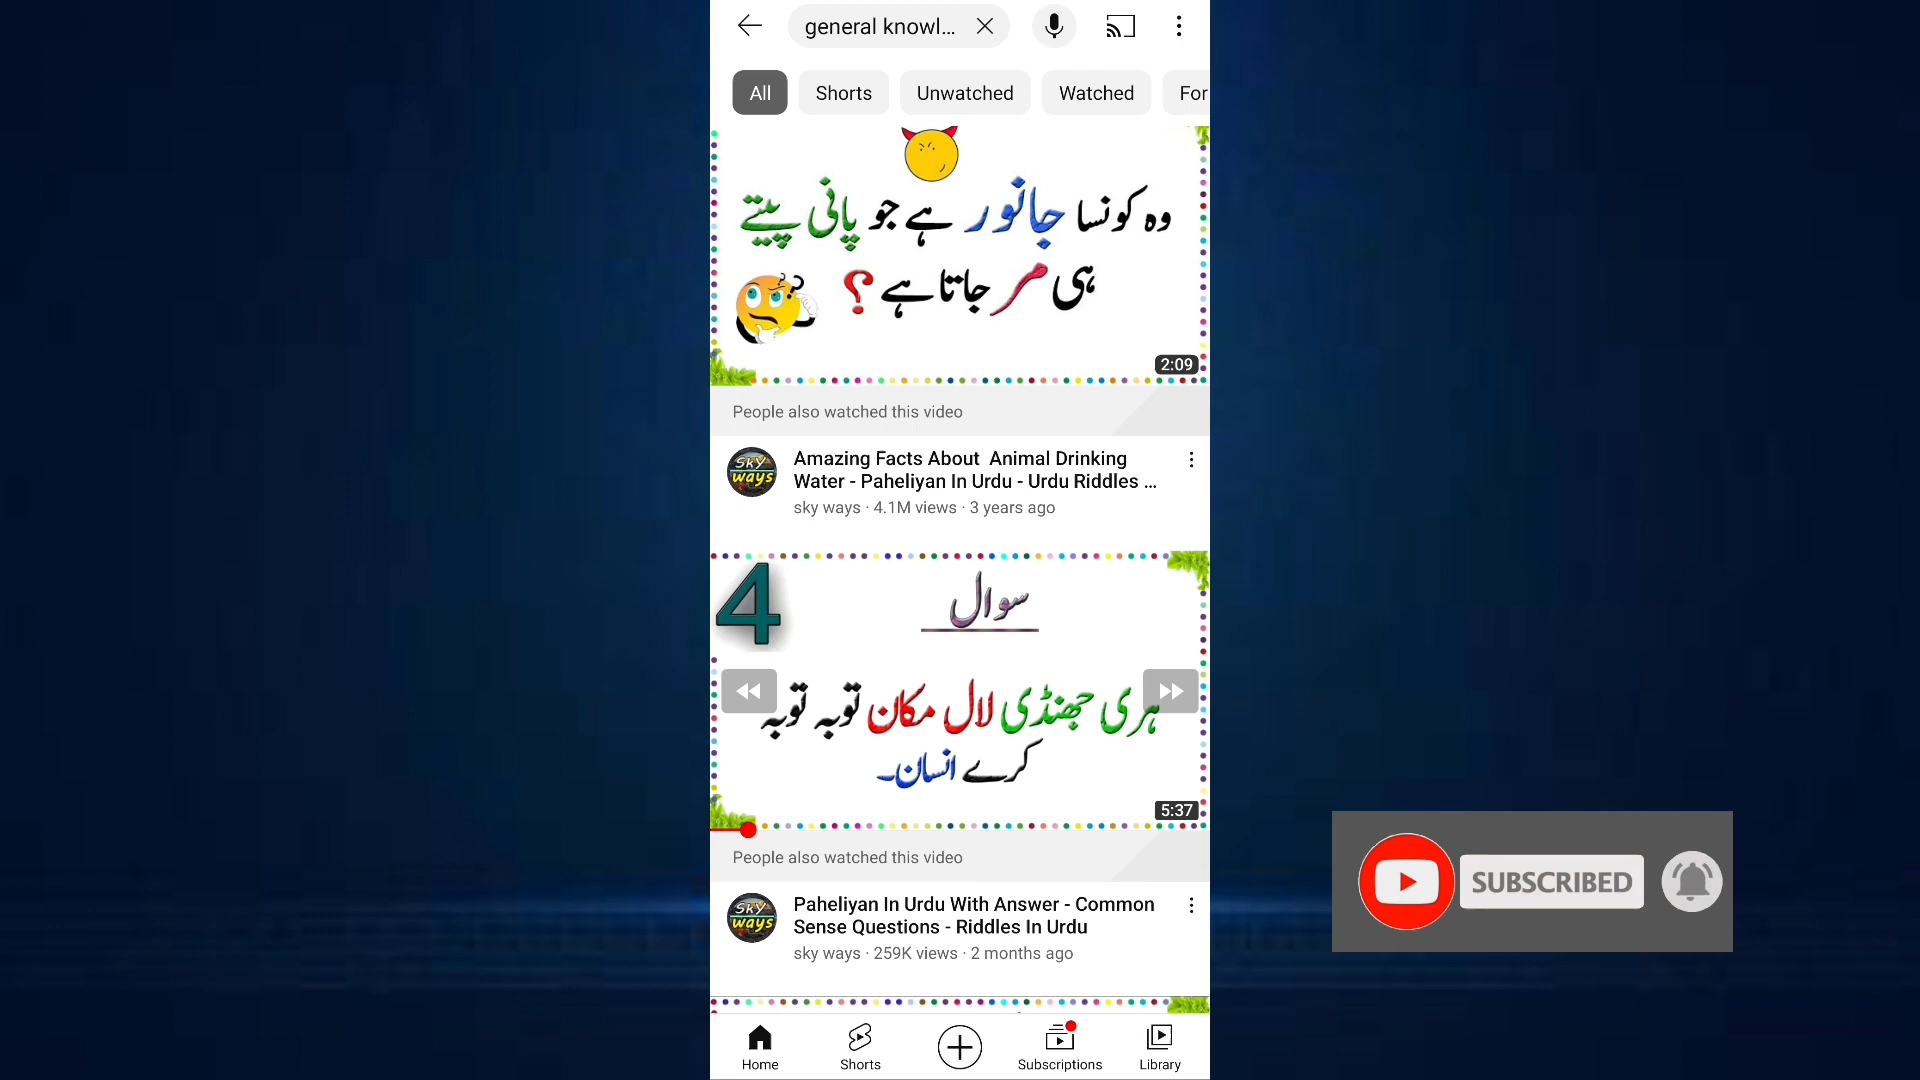 general knowl...
All
Shorts
Unwatched
Watched
For
وہ کونسا جانور ہے جو پانی پیتے
ہی مر جاتا ہے ؟
2:09
People also watched this video
SKY
ways
Amazing Facts About Animal Drinking
Water - Paheliyan In Urdu - Urdu Riddles ...
sky ways · 4.1M views · 3 years ago
4
سوال
ہری جھنڈی لال مکان توبہ توبہ
کرے انسان۔
5:37
People also watched this video
SKY
ways
Paheliyan In Urdu With Answer - Common
Sense Questions - Riddles In Urdu
sky ways · 259K views · 2 months ago
SUBSCRIBED
Home
Shorts
Subscriptions
Library